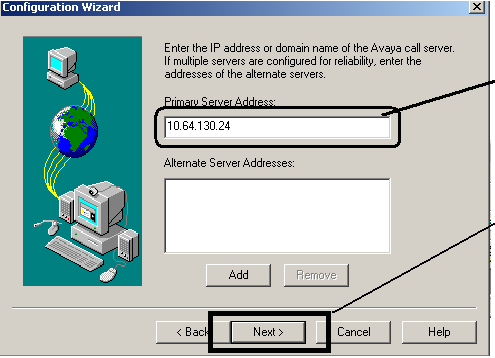 Configuration Wizard
Enter the IP address or domain name of the Avaya call server.
If multiple servers are configured for reliability, enter the
addresses of the alternate servers.
Primary Server Address:
10.64.130.24
Alternate Server Addresses:
Add
Remove
< Back
Next >
Cancel
Help